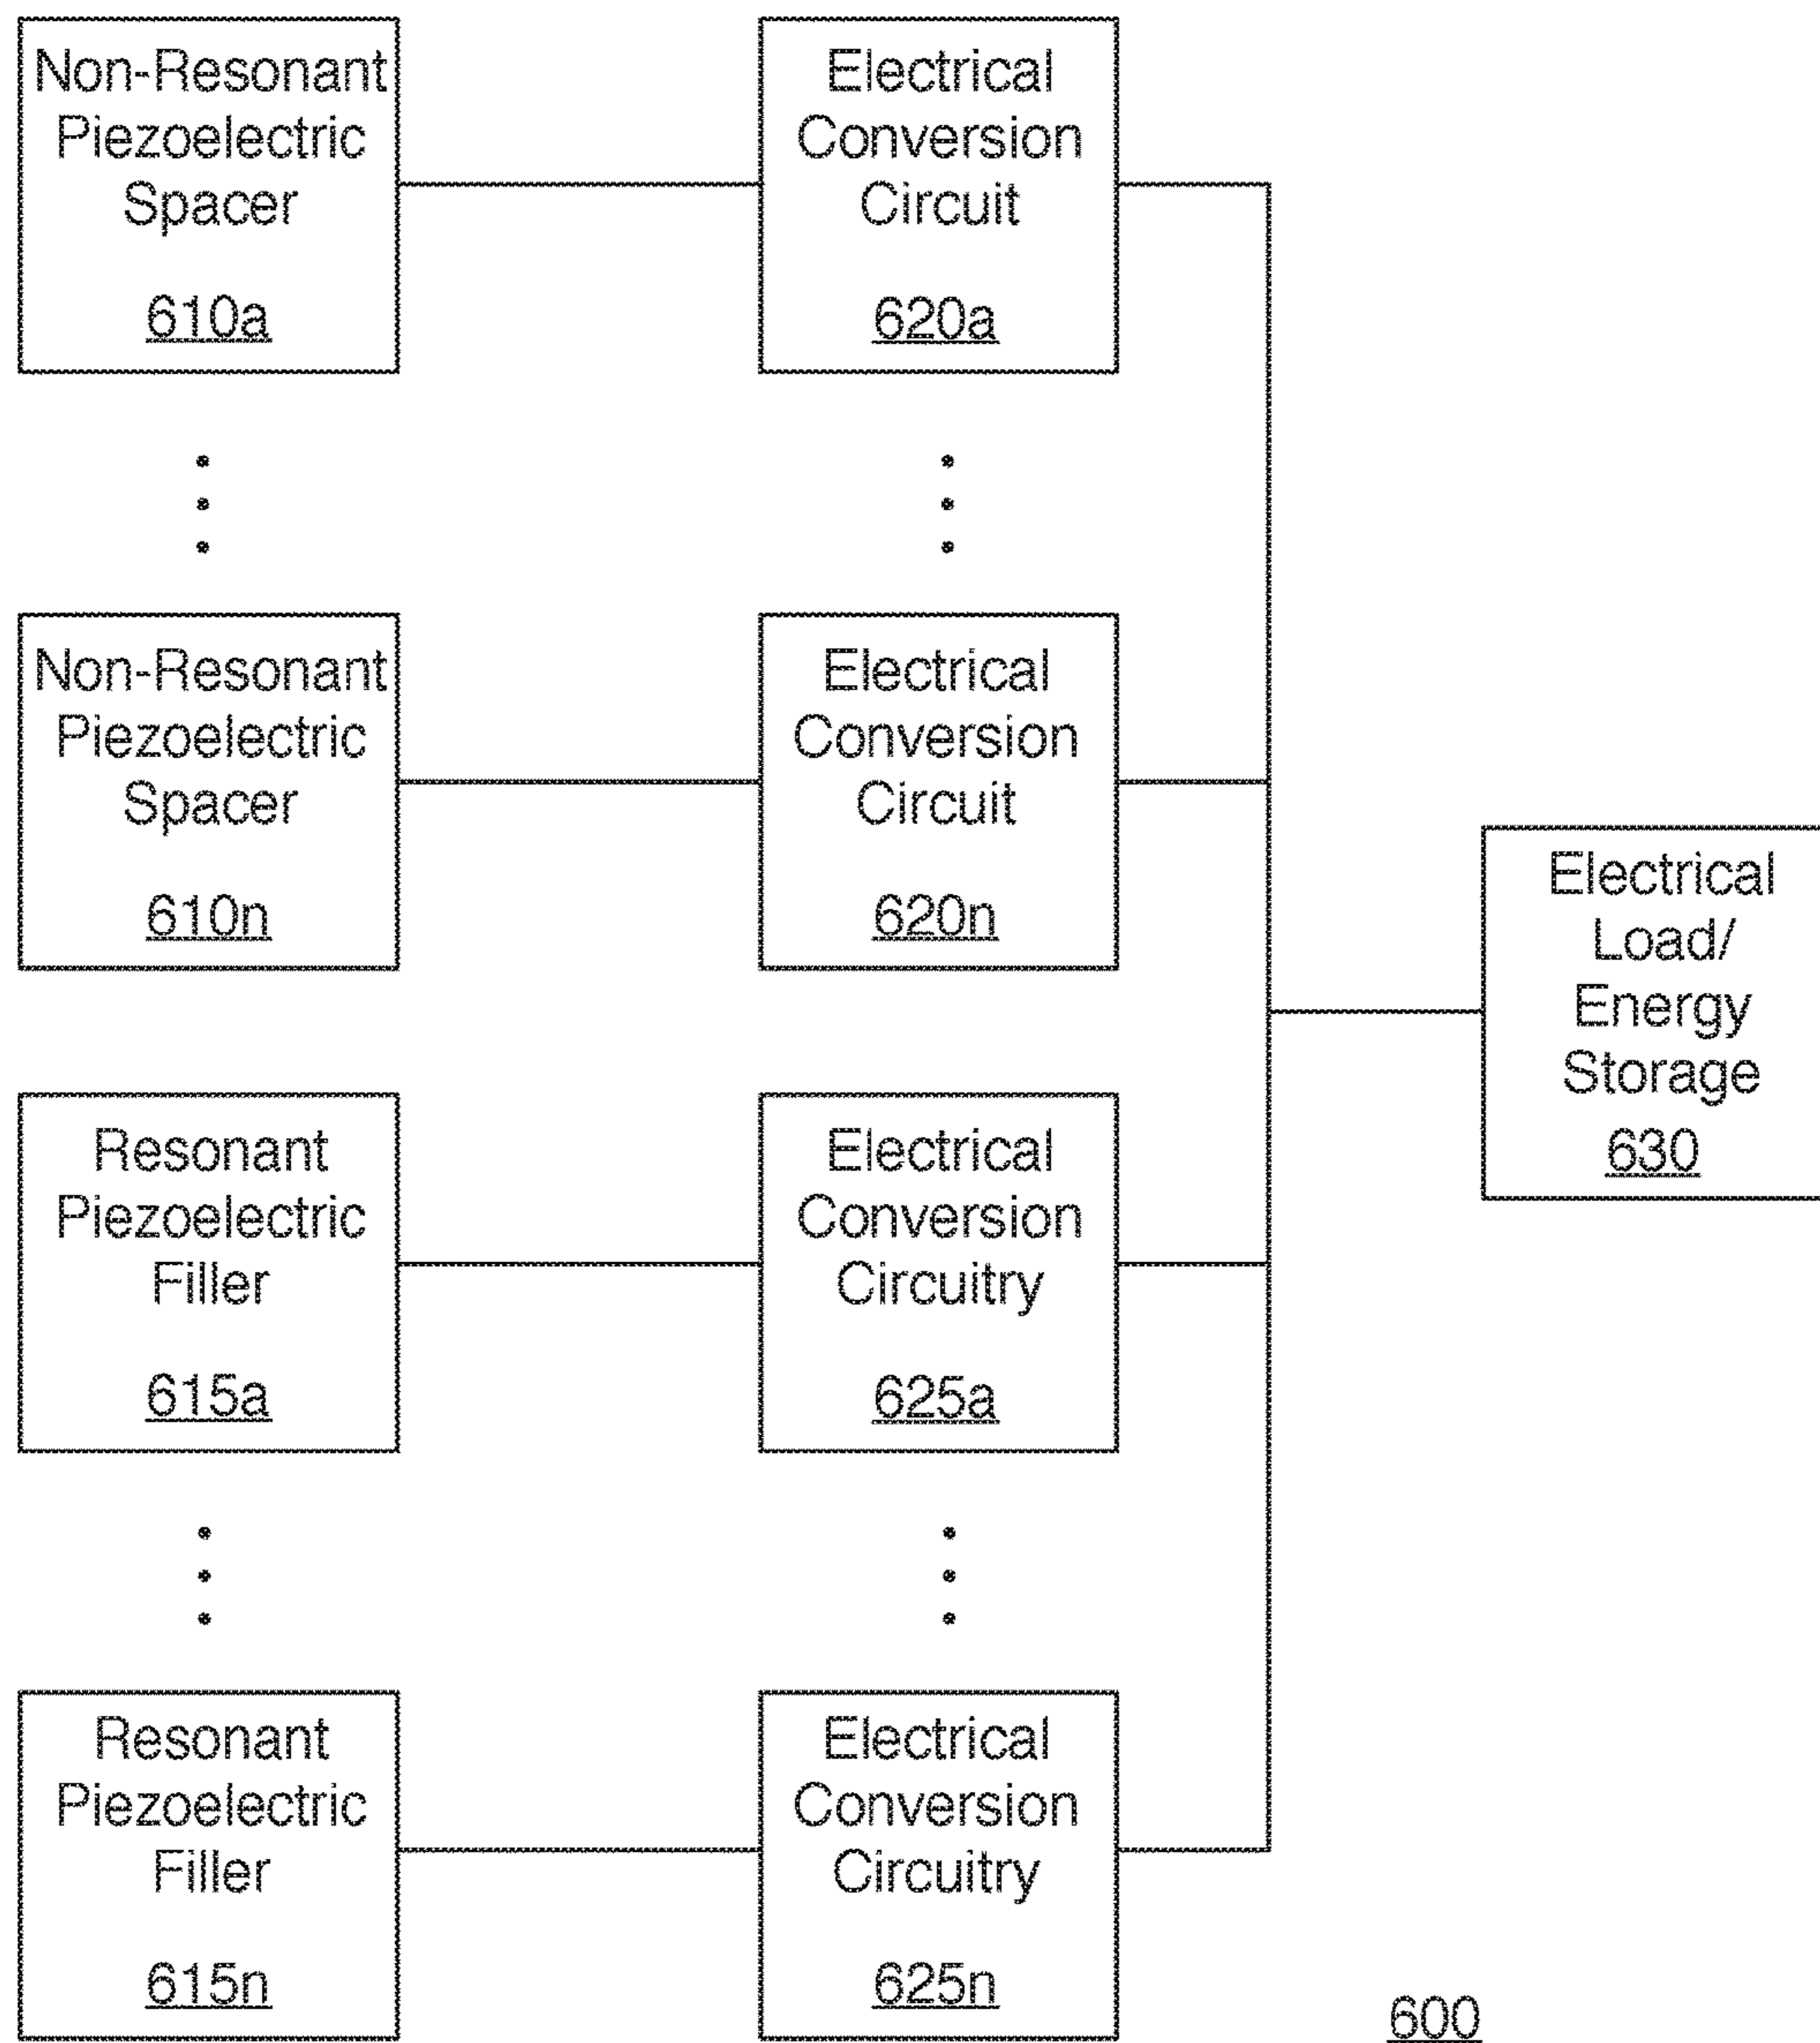 Non-Resonant
Piezoelectric
Spacer
610a
Electrical
Conversion
Circuit
620a
Non-Resonant
Piezoelectric
Spacer
610n
Electrical
Conversion
Circuit
620n
Electrical
Load/
Energy
Storage
630
Resonant
Piezoelectric
Filler
615a
Electrical
Conversion
Circuitry
625a
Resonant
Piezoelectric
Filler
615n
Electrical
Conversion
Circuitry
625n
600